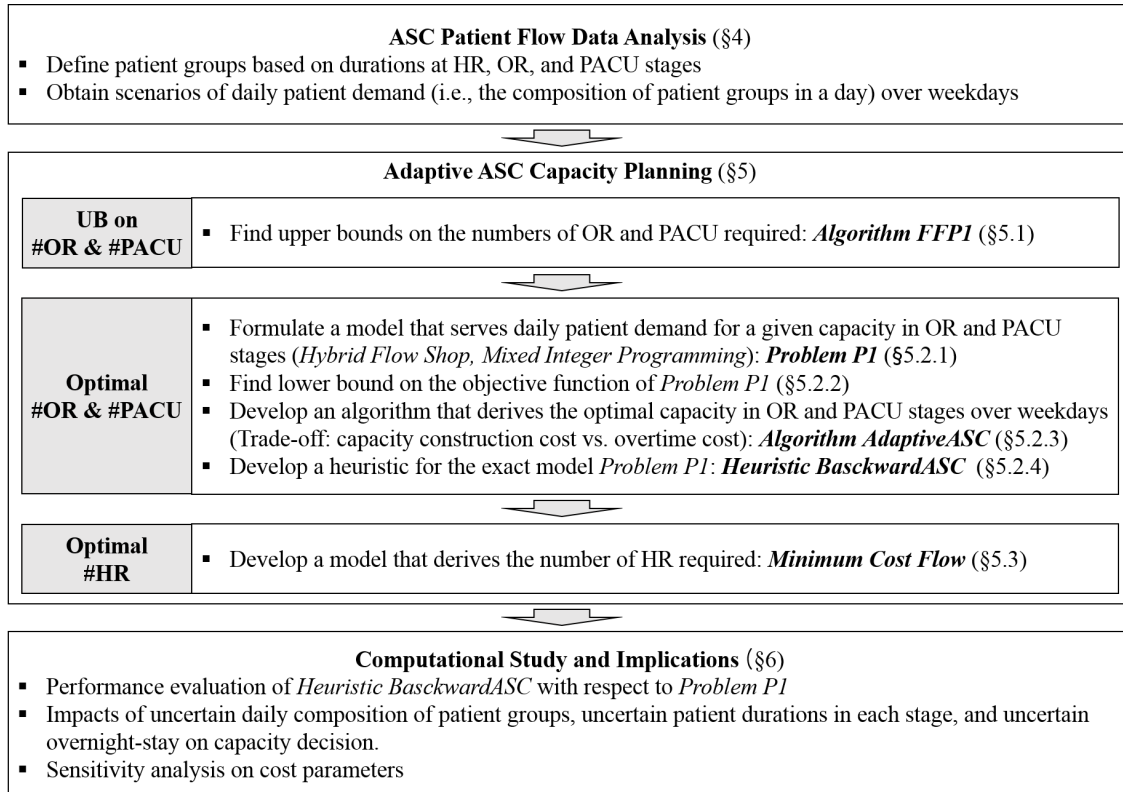 ASC Patient Flow Data Analysis (§4)
▪ Define patient groups based on durations at HR, OR, and PACU stages
▪ Obtain scenarios of daily patient demand (i.e., the composition of patient groups in a day) over weekdays
Adaptive ASC Capacity Planning (§5)
UB on
#OR & #PACU
▪ Find upper bounds on the numbers of OR and PACU required: Algorithm FFP1 (§5.1)
Optimal
#OR & #PACU
▪ Formulate a model that serves daily patient demand for a given capacity in OR and PACU
stages (Hybrid Flow Shop, Mixed Integer Programming): Problem P1 (§5.2.1)
▪ Find lower bound on the objective function of Problem P1 (§5.2.2)
▪ Develop an algorithm that derives the optimal capacity in OR and PACU stages over weekdays
(Trade-off: capacity construction cost vs. overtime cost): Algorithm AdaptiveASC (§5.2.3)
▪ Develop a heuristic for the exact model Problem P1: Heuristic BasckwardASC (§5.2.4)
Optimal
#HR
▪ Develop a model that derives the number of HR required: Minimum Cost Flow (§5.3)
Computational Study and Implications (§6)
▪ Performance evaluation of Heuristic BasckwardASC with respect to Problem P1
▪ Impacts of uncertain daily composition of patient groups, uncertain patient durations in each stage, and uncertain
overnight-stay on capacity decision.
▪ Sensitivity analysis on cost parameters